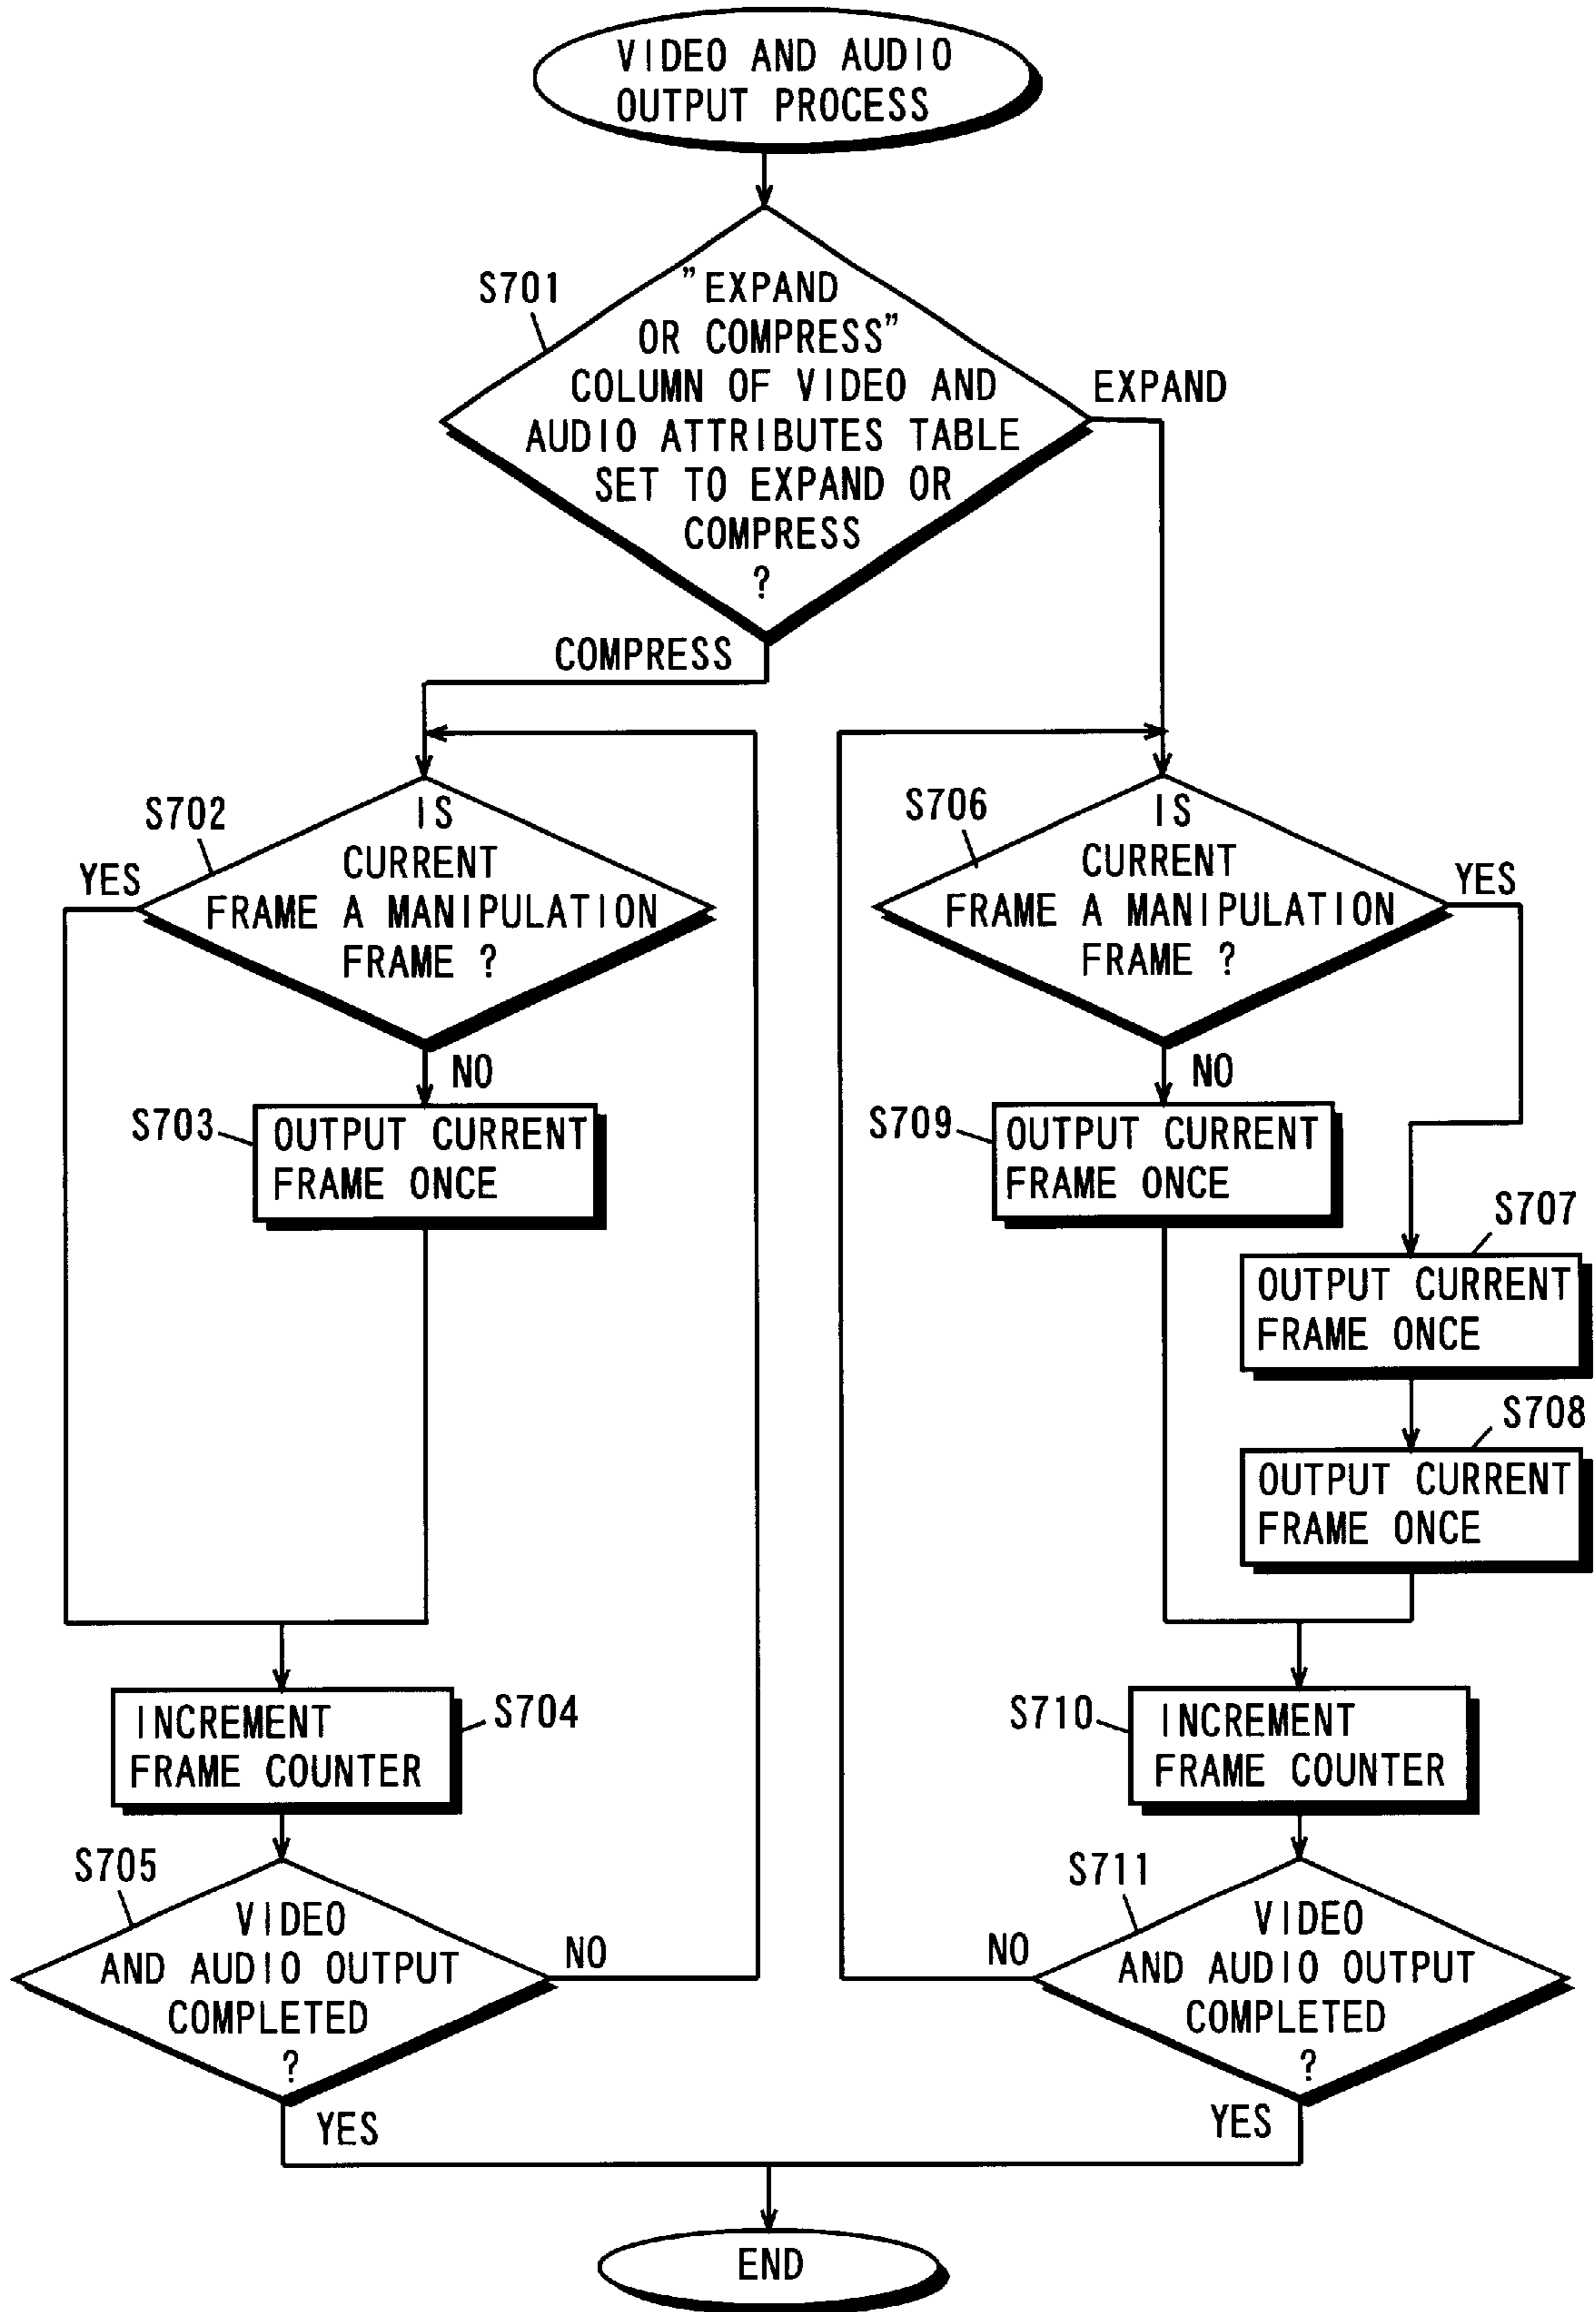 VIDEO AND AUDIO
OUTPUT PROCESS
S701
"EXPAND
OR COMPRESS"
COLUMN OF VIDEO AND
AUDIO ATTRIBUTES TABLE
SET TO EXPAND OR
COMPRESS
?
EXPAND
COMPRESS
S702
IS
CURRENT
FRAME A MANIPULATION
FRAME ?
YES
NO
S703
OUTPUT CURRENT
FRAME ONCE
S704
INCREMENT
FRAME COUNTER
S705
VIDEO
AND AUDIO OUTPUT
COMPLETED
?
NO
YES
S706
IS
CURRENT
FRAME A MANIPULATION
FRAME ?
YES
NO
S709
OUTPUT CURRENT
FRAME ONCE
S707
OUTPUT CURRENT
FRAME ONCE
S708
OUTPUT CURRENT
FRAME ONCE
S710
INCREMENT
FRAME COUNTER
S711
VIDEO
AND AUDIO OUTPUT
COMPLETED
?
NO
YES
END